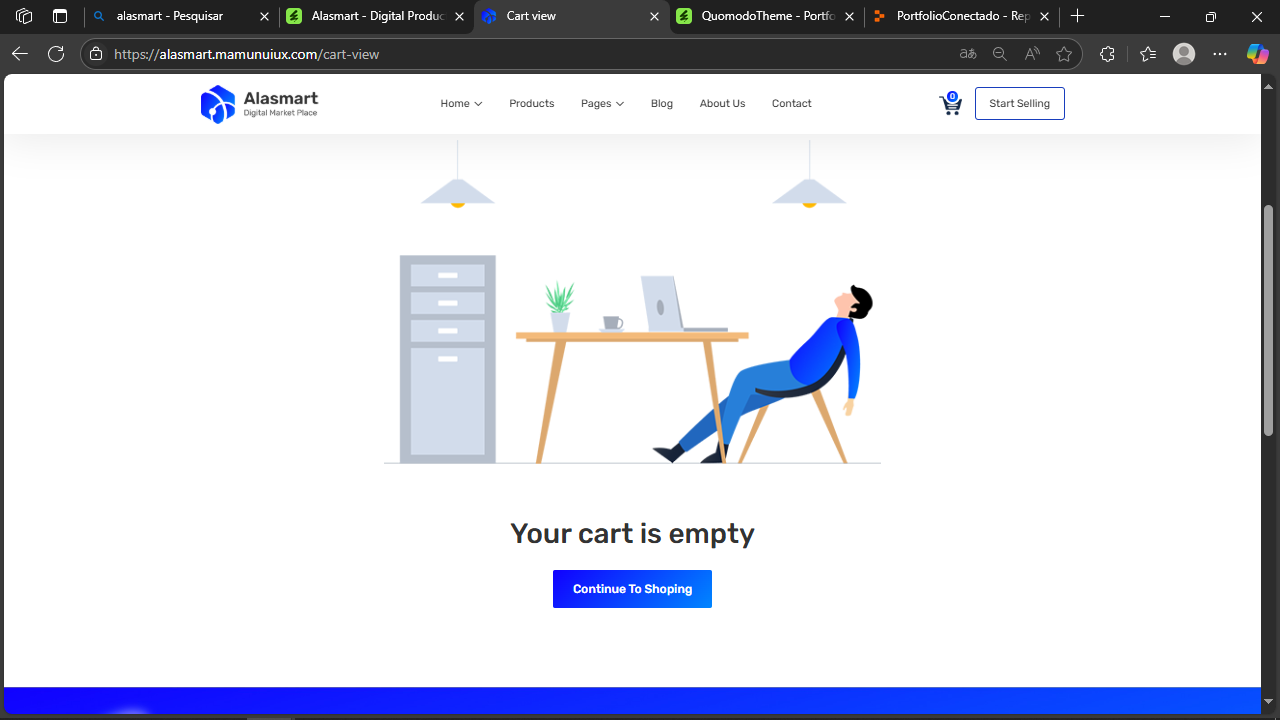 alasmart - Pesquisar
Alasmart - Digital Produc
Cart view
QuomodoTheme - Portfo
PortfolioConectado - Rep
https://alasmart.mamunuiux.com/cart-view
Alasmart
Digital Market Place
Home
Products
Pages
Blog
About Us
Contact
0
Start Selling
Your cart is empty
Continue To Shoping